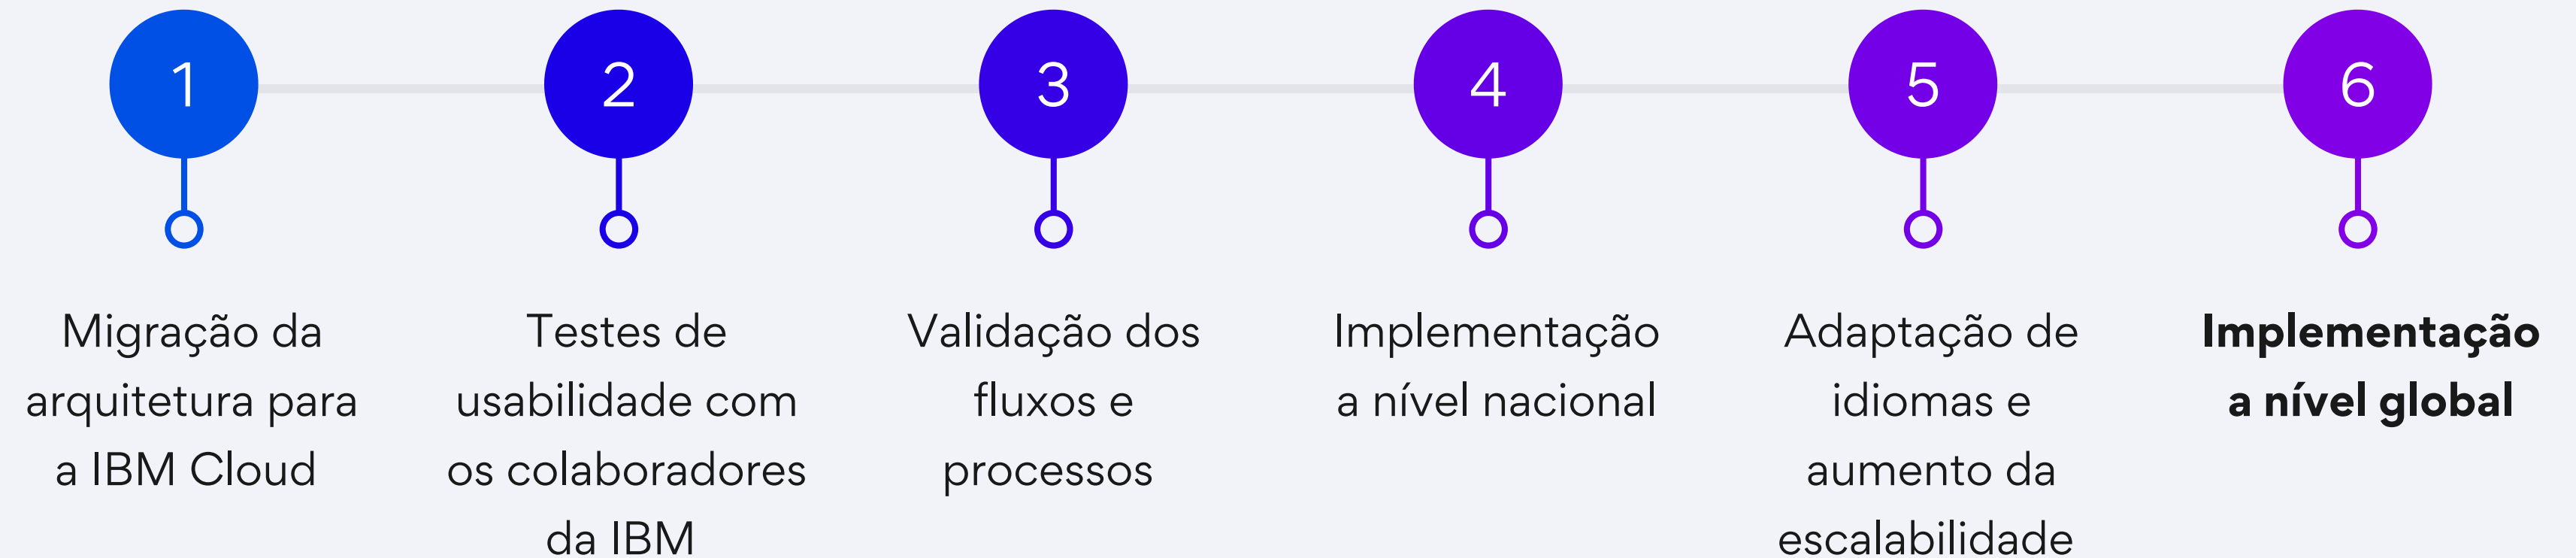 1
Migração da
arquitetura para
a IBM Cloud
2
Testes de
usabilidade com
os colaboradores
da IBM
3
Validação dos
fluxos e
processos
4
Implementação
a nível nacional
5
Adaptação de
idiomas e
aumento da
escalabilidade
6
Implementação
a nível global